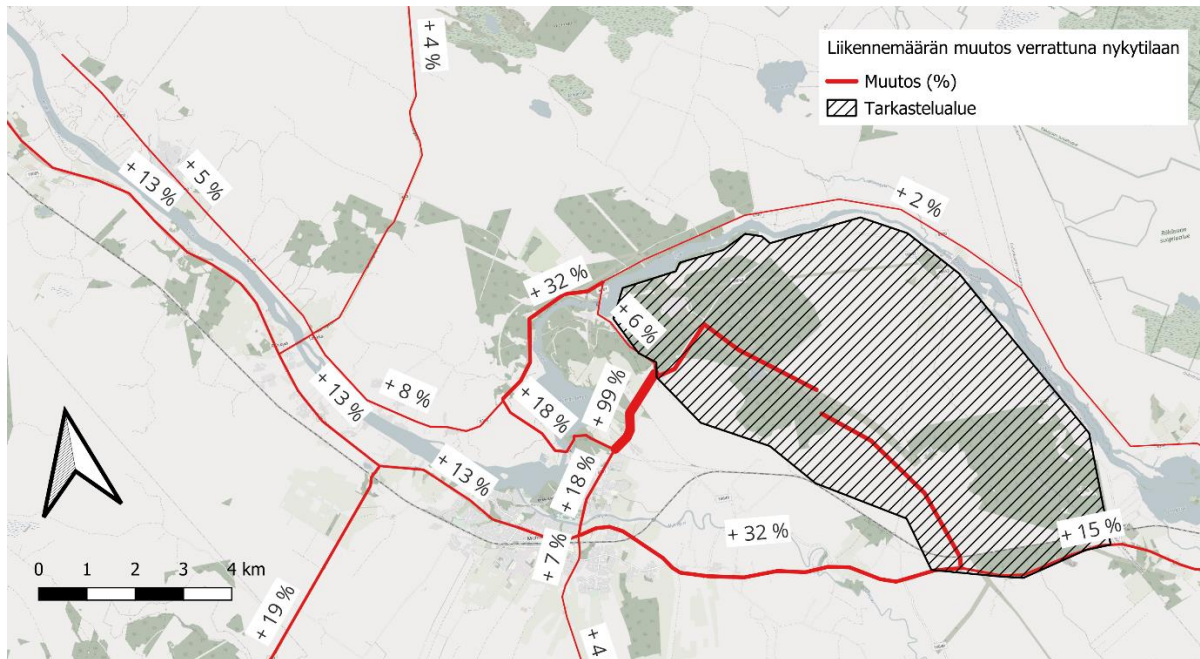 Liikennemäärän muutos verrattuna nykytilaan
Muutos (%)
Tarkastelualue
+ 4 %
+ 5 %
+ 13 %
+ 2 %
+ 32 %
+ 6 %
+ 99 %
+ 8 %
+ 13 %
+ 18 %
+ 13 %
+ 18 %
+ 32 %
+ 15 %
+ 7 %
+ 19 %
+ 4
0 1 2 3 4 km